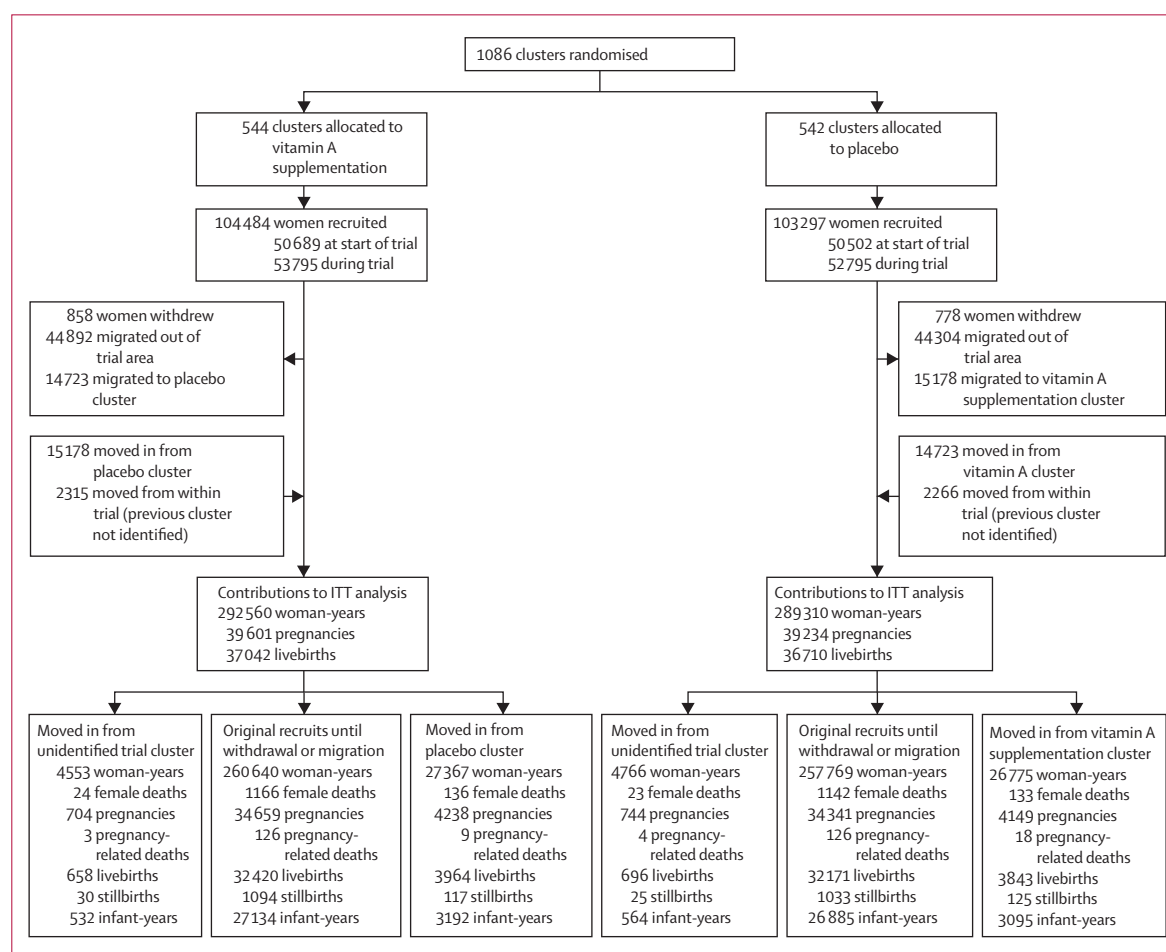 1086 clusters randomised
544 clusters allocated to
vitamin A
supplementation
542 clusters allocated
to placebo
104 484 women recruited
50 689 at start of trial
53 795 during trial
103 297 women recruited
50 502 at start of trial
52 795 during trial
858 women withdrew
44 892 migrated out of
trial area
14 723 migrated to placebo
cluster
778 women withdrew
44 304 migrated out of
trial area
15 178 migrated to vitamin A
supplementation cluster
15 178 moved in from
placebo cluster
2315 moved from within
trial (previous cluster
not identified)
14 723 moved in from
vitamin A cluster
2266 moved from within
trial (previous cluster
not identified)
Contributions to ITT analysis
292 560 woman-years
39 601 pregnancies
37 042 livebirths
Contributions to ITT analysis
289 310 woman-years
39 234 pregnancies
36 710 livebirths
Moved in from
unidentified trial cluster
4553 woman-years
24 female deaths
704 pregnancies
3 pregnancy-
related deaths
658 livebirths
30 stillbirths
532 infant-years
Original recruits until
withdrawal or migration
260 640 woman-years
1166 female deaths
34 659 pregnancies
126 pregnancy-
related deaths
32 420 livebirths
1094 stillbirths
27 134 infant-years
Moved in from
placebo cluster
27 367 woman-years
136 female deaths
4238 pregnancies
9 pregnancy-
related deaths
3964 livebirths
117 stillbirths
3192 infant-years
Moved in from
unidentified trial cluster
4766 woman-years
23 female deaths
744 pregnancies
4 pregnancy-
related deaths
696 livebirths
25 stillbirths
564 infant-years
Original recruits until
withdrawal or migration
257 769 woman-years
1142 female deaths
34 341 pregnancies
126 pregnancy-
related deaths
32 171 livebirths
1033 stillbirths
26 885 infant-years
Moved in from vitamin A
supplementation cluster
26 775 woman-years
133 female deaths
4149 pregnancies
18 pregnancy-
related deaths
3843 livebirths
125 stillbirths
3095 infant-years